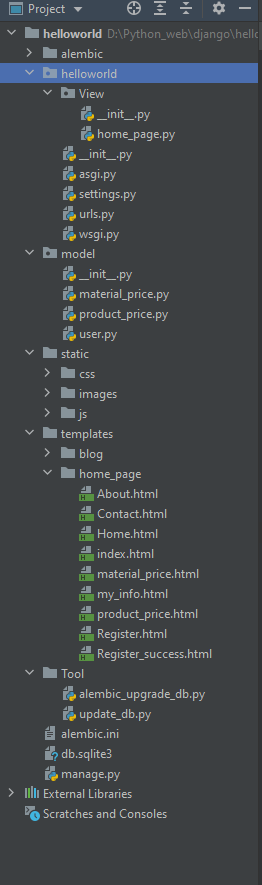 Project
helloworld D:\Python_web\django\hello
alembic
helloworld
View
__init__.py
home_page.py
__init__.py
asgi.py
settings.py
urls.py
wsgi.py
model
__init__.py
material_price.py
product_price.py
user.py
static
css
images
js
templates
blog
home_page
About.html
Contact.html
Home.html
index.html
material_price.html
my_info.html
product_price.html
Register.html
Register_success.html
Tool
alembic_upgrade_db.py
update_db.py
alembic.ini
db.sqlite3
manage.py
External Libraries
Scratches and Consoles